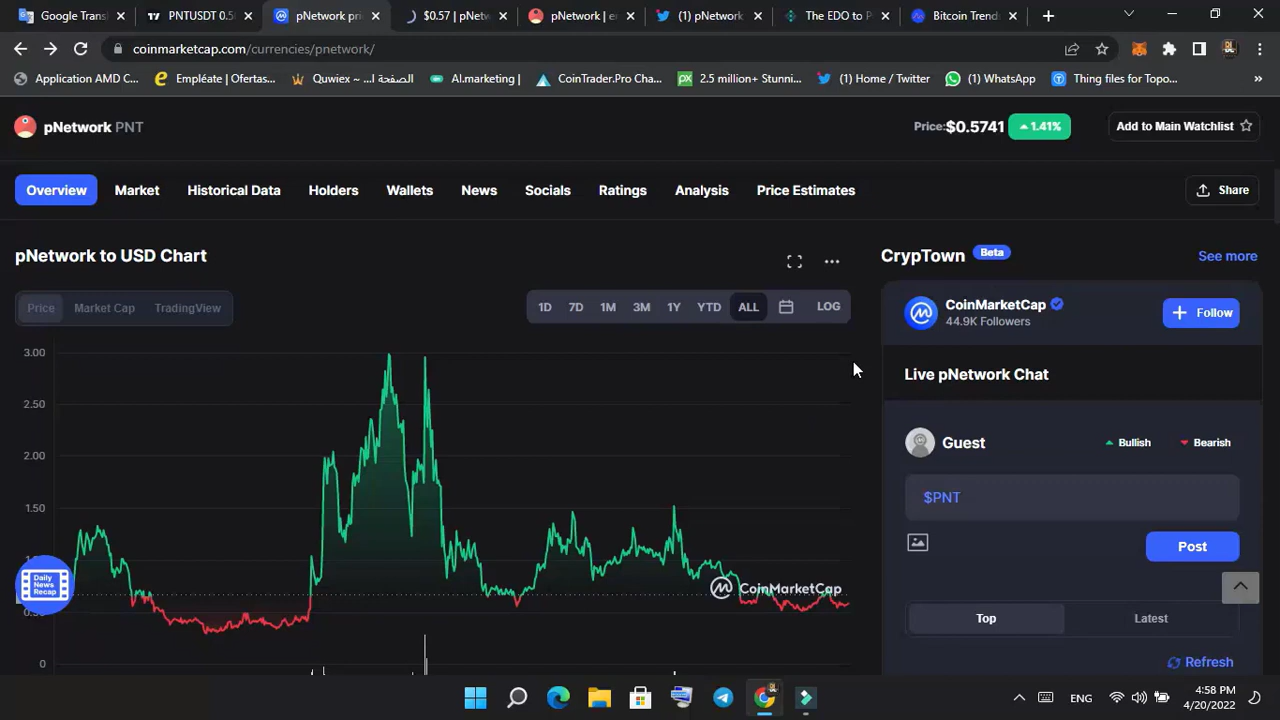 Google Transl
PNTUSDT 0.5
pNetwork pri
$0.57 | pNetw
pNetwork | er
(1) pNetwork
The EDO to P
Bitcoin Trend
coinmarketcap.com/currencies/pnetwork/
Application AMD C...
Empléate | Ofertas...
Quwiex ~ الصفحة ا...
AI.marketing |
CoinTrader.Pro Cha...
2.5 million+ Stunni...
(1) Home / Twitter
(1) WhatsApp
Thing files for Topo...
pNetwork PNT
Price: $0.5741
1.41%
Add to Main Watchlist
Overview
Market
Historical Data
Holders
Wallets
News
Socials
Ratings
Analysis
Price Estimates
Share
pNetwork to USD Chart
CrypTown Beta
See more
Price
Market Cap
TradingView
1D
7D
1M
3M
1Y
YTD
ALL
LOG
CoinMarketCap
44.9K Followers
Follow
3.00
2.50
2.00
1.50
0
CoinMarketCap
Daily
News
Recap
Live pNetwork Chat
Guest
Bullish
Bearish
$PNT
Post
Top
Latest
Refresh
ENG
4:58 PM
4/20/2022